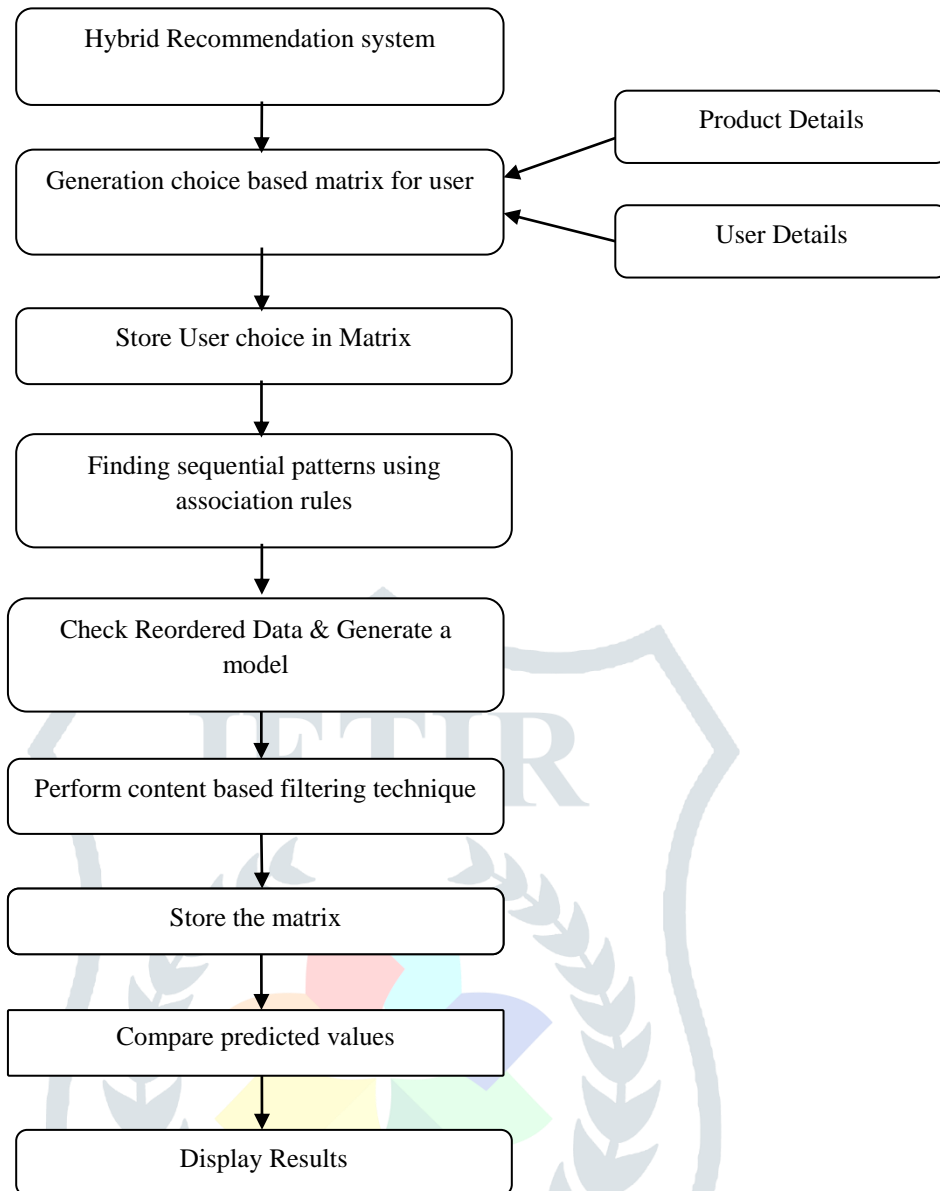 Hybrid Recommendation system
Product Details
Generation choice based matrix for user
User Details
Store User choice in Matrix
Finding sequential patterns using
association rules
Check Reordered Data & Generate a
model
JETIR
Perform content based filtering technique
Store the matrix
Compare predicted values
Display Results